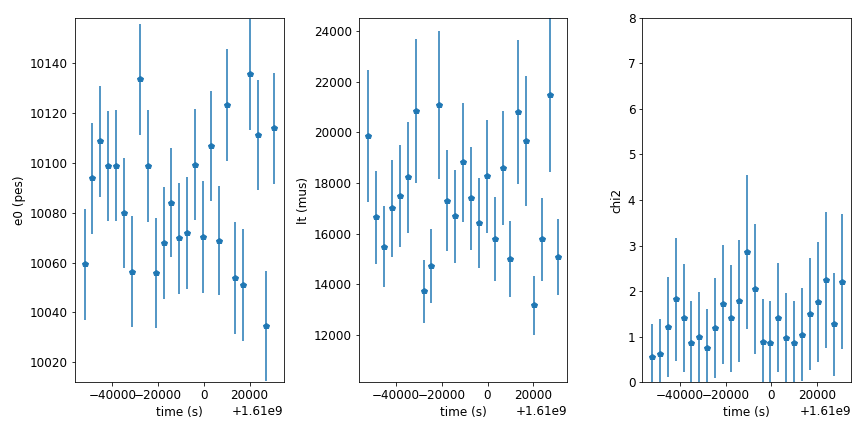 e0 (pes)
10140
10120
10100
10080
10060
10040
10020
−40000 −20000 0 20000
time (s)
+1.61e9
lt (mus)
24000
22000
20000
18000
16000
14000
12000
−40000 −20000 0 20000
time (s)
+1.61e9
chi2
8
7
6
5
4
3
2
1
0
−40000 −20000 0 20000
time (s)
+1.61e9